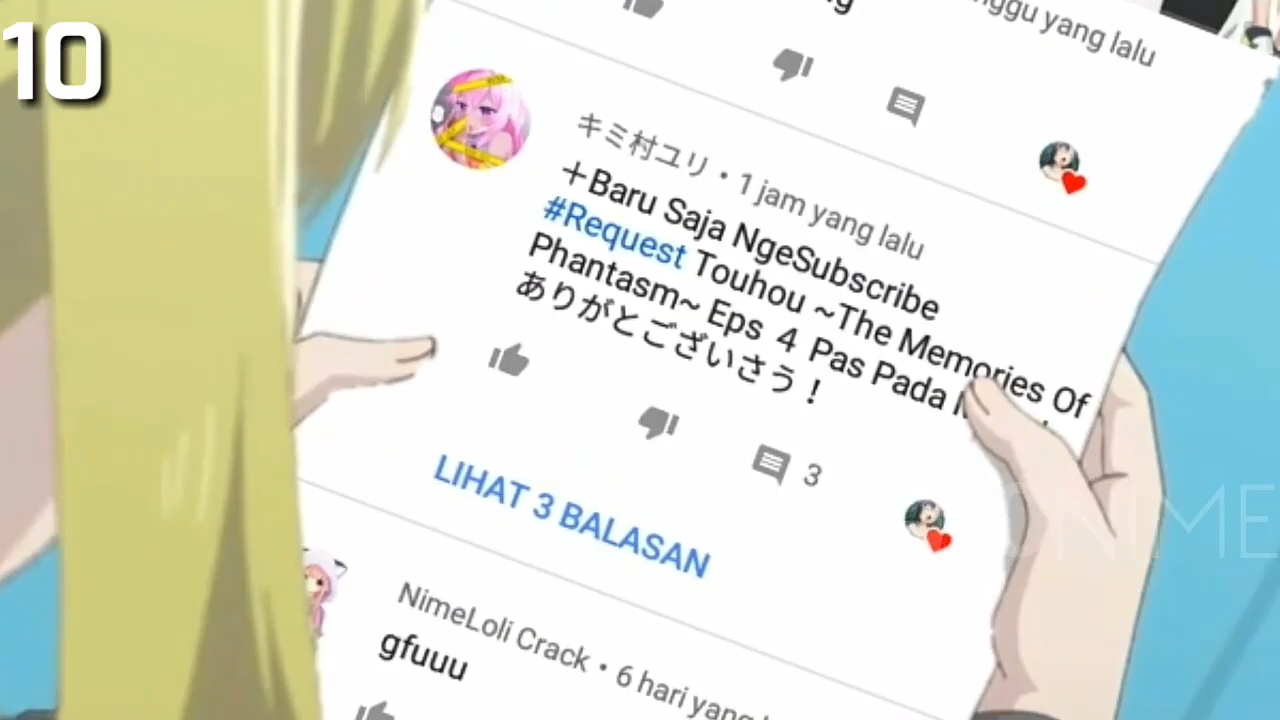 10
yang lalu
キミ村ユリ • 1 jam yang lalu
+Baru Saja NgeSubscribe
#Request Touhou ~The Memories Of
Phantasm~ Eps 4 Pas Pada
ありがとございさう！
3
LIHAT 3 BALASAN
NimeLoli Crack • 6 hari yang
gfuuu
NIME